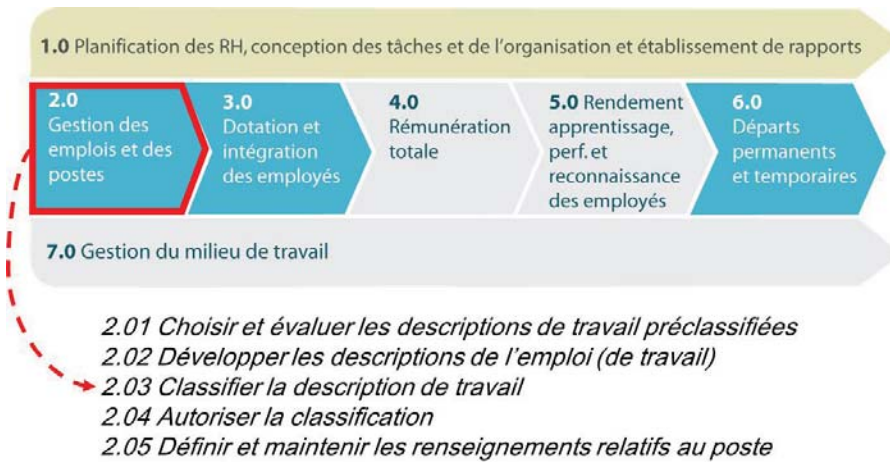 1.0 Planification des RH, conception des tâches et de l'organisation et établissement de rapports
2.0
Gestion des
emplois et des
postes
3.0
Dotation et
intégration
des employés
4.0
Rémunération
totale
5.0 Rendement
apprentissage,
perf. et
reconnaissance
des employés
6.0
Départs
permanents
et temporaires
7.0 Gestion du milieu de travail
2.01 Choisir et évaluer les descriptions de travail préclassifiées
2.02 Développer les descriptions de l'emploi (de travail)
2.03 Classifier la description de travail
2.04 Autoriser la classification
2.05 Définir et maintenir les renseignements relatifs au poste